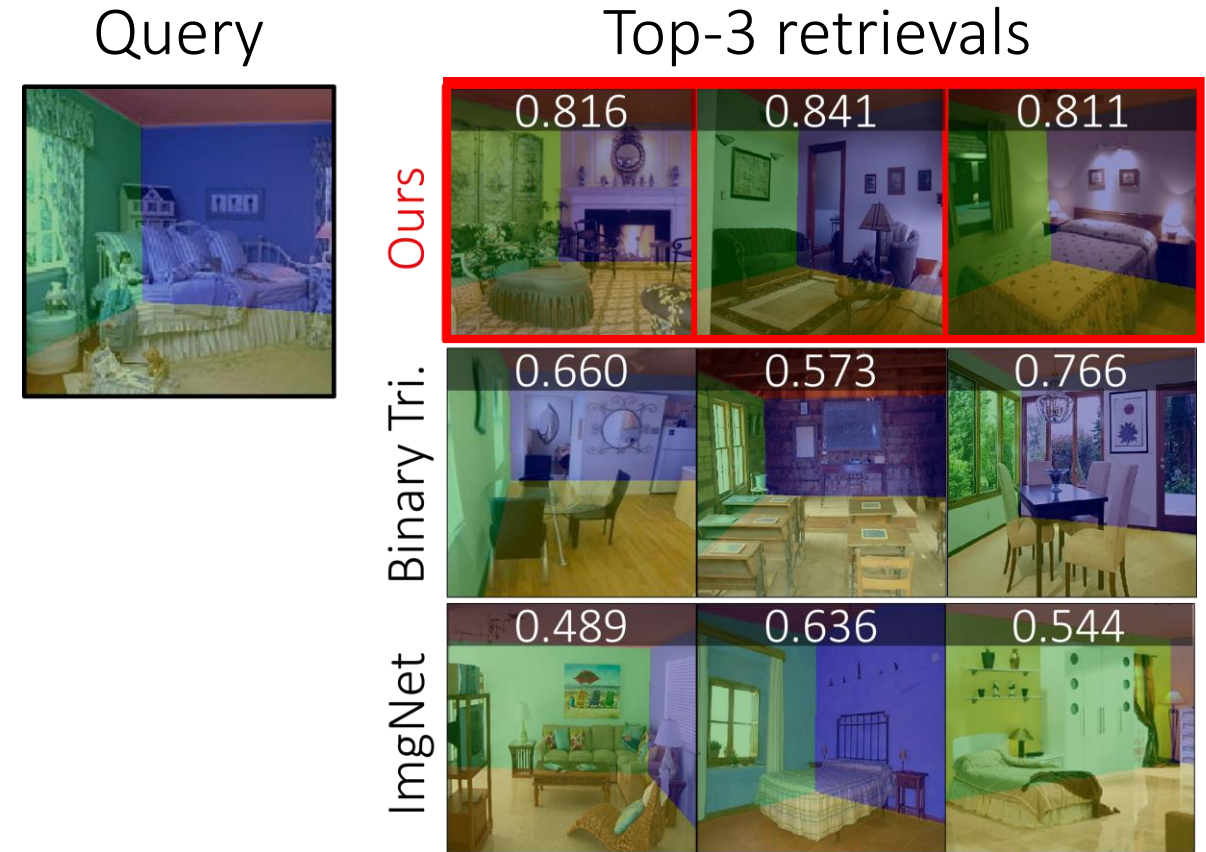 Query
Top-3 retrievals
Ours
0.816
0.841
0.811
Binary Tri.
0.660
0.573
0.766
ImgNet
0.489
0.636
0.544